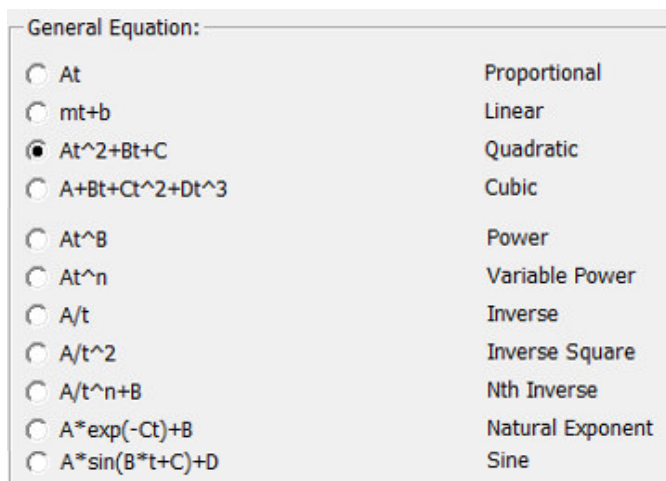 General Equation:
At Proportional
mt+b Linear
At^2+Bt+C Quadratic
A+Bt+Ct^2+Dt^3 Cubic
At^B Power
At^n Variable Power
A/t Inverse
A/t^2 Inverse Square
A/t^n+B Nth Inverse
A*exp(-Ct)+B Natural Exponent
A*sin(B*t+C)+D Sine